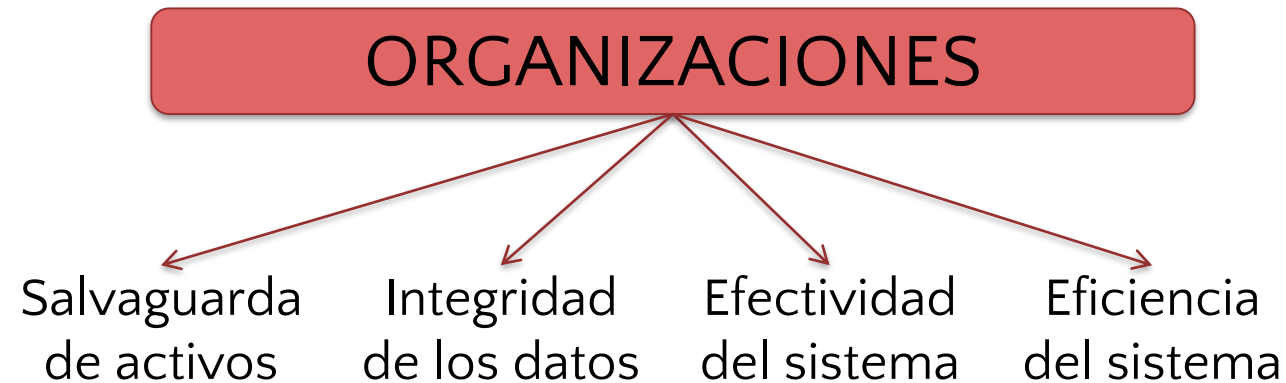 ORGANIZACIONES
Salvaguarda
de activos
Integridad
de los datos
Efectividad
del sistema
Eficiencia
del sistema